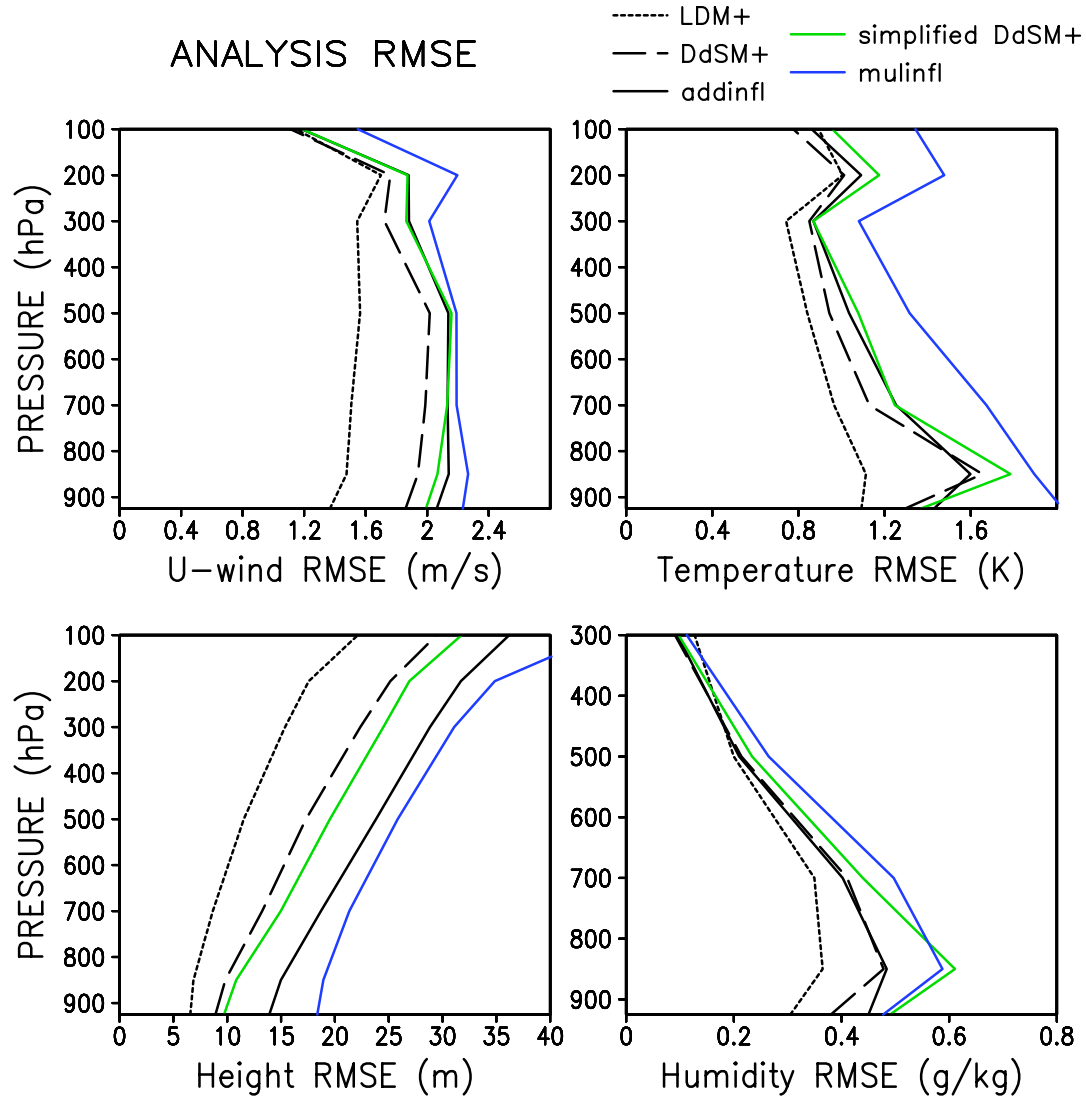 ANALYSIS RMSE
LDM+
DdSM+
addinfl
simplified DdSM+
mulinfl
PRESSURE (hPa)
100
200
300
400
500
600
700
800
900
0 0.4 0.8 1.2 1.6 2 2.4
U-wind RMSE (m/s)
100
200
300
400
500
600
700
800
900
0 0.4 0.8 1.2 1.6
Temperature RMSE (K)
PRESSURE (hPa)
100
200
300
400
500
600
700
800
900
0 5 10 15 20 25 30 35 40
Height RMSE (m)
300
400
500
600
700
800
900
0 0.2 0.4 0.6 0.8
Humidity RMSE (g/kg)